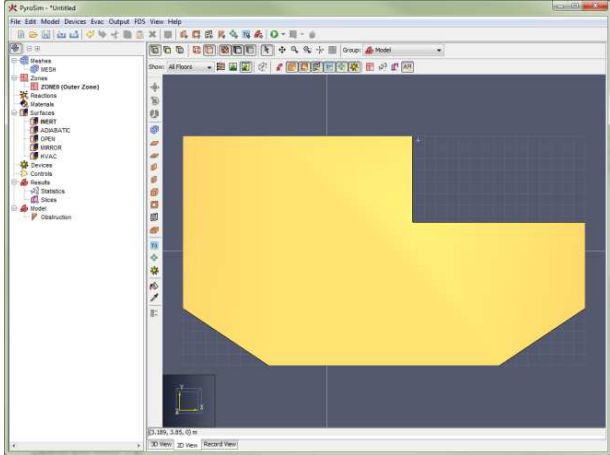 PyroSim - *Untitled
File Edit Model Devices Evac Output FDS View Help
Group: Model
Show: All Floors
Meshes
MESH
Zones
ZONE0 (Outer Zone)
Reactions
Materials
Surfaces
INERT
ADIABATIC
OPEN
MIRROR
HVAC
Devices
Controls
Results
Statistics
Slices
Model
Obstruction
Y
X
(3.189, 3.85, 0) m
3D View 2D View Record View